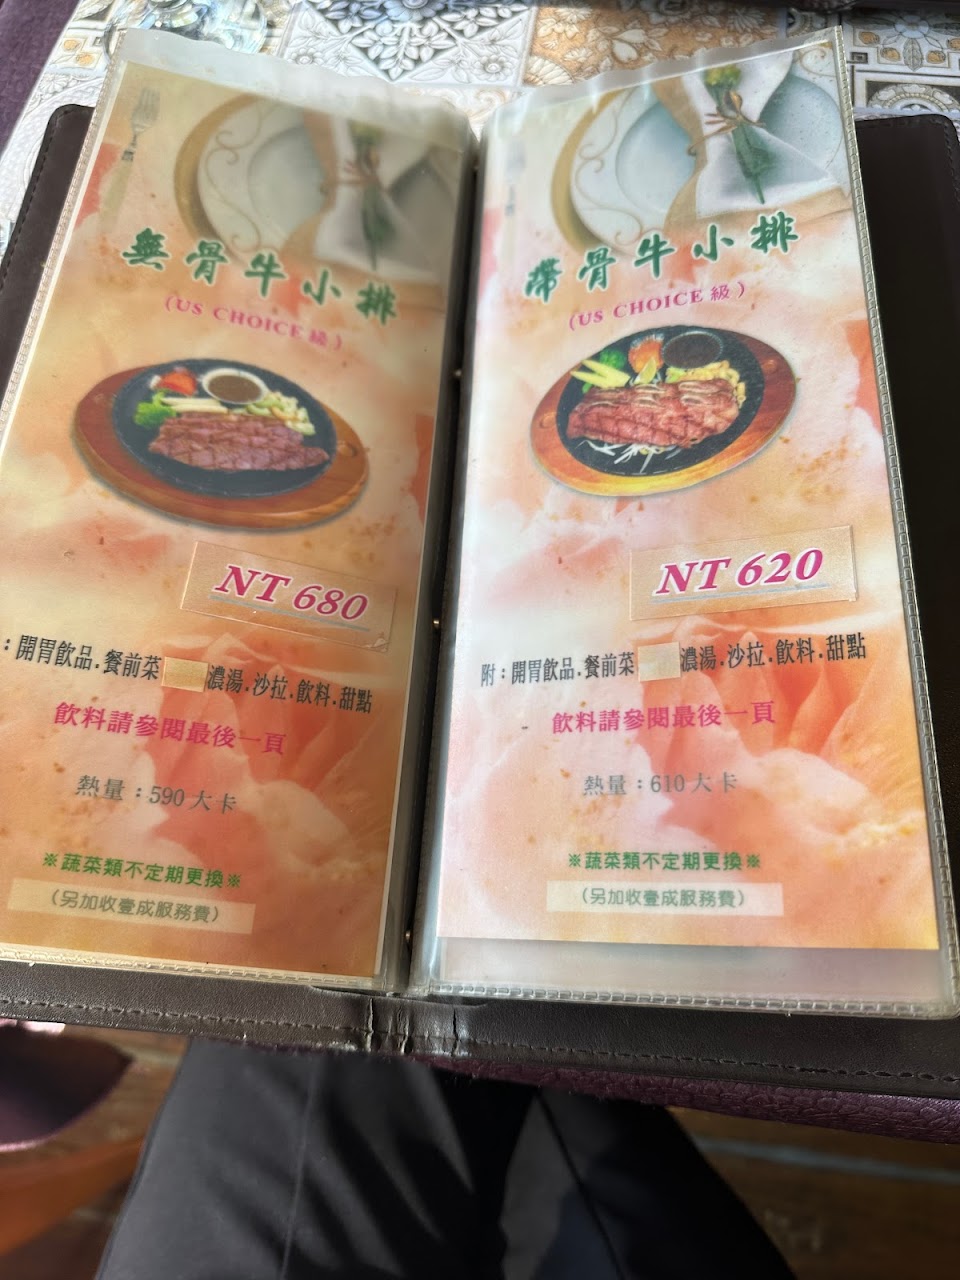 無骨牛小排
(US CHOICE級)
NT 680
：開胃飲品.餐前菜 濃湯.沙拉.飲料.甜點
飲料請參閱最後一頁
熱量：590大卡
※蔬菜類不定期更換※
(另加收壹成服務費)
帶骨牛小排
(US CHOICE級)
NT 620
附：開胃飲品.餐前菜 濃湯.沙拉.飲料.甜點
飲料請參閱最後一頁
熱量：610大卡
※蔬菜類不定期更換※
(另加收壹成服務費)